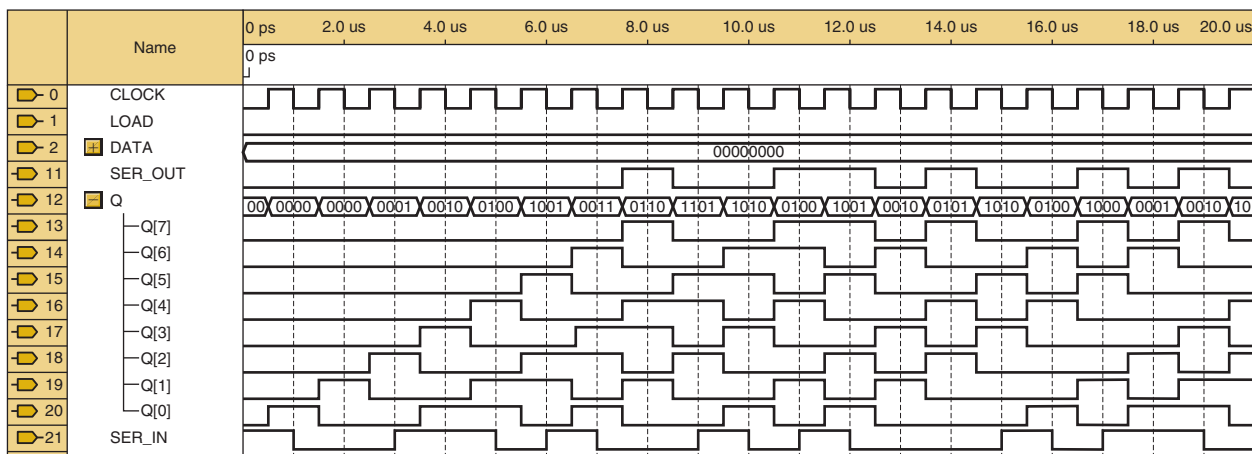 Name
0 ps 2.0 us 4.0 us 6.0 us 8.0 us 10.0 us 12.0 us 14.0 us 16.0 us 18.0 us 20.0 us
0 ps
0 CLOCK
1 LOAD
2 + DATA 00000000
11 SER_OUT
12 − Q 00 0000 0000 0001 0010 0100 1001 0011 0110 1101 1010 0100 1001 0010 0101 1010 0100 1000 0001 0010 10
13 Q[7]
14 Q[6]
15 Q[5]
16 Q[4]
17 Q[3]
18 Q[2]
19 Q[1]
20 Q[0]
21 SER_IN